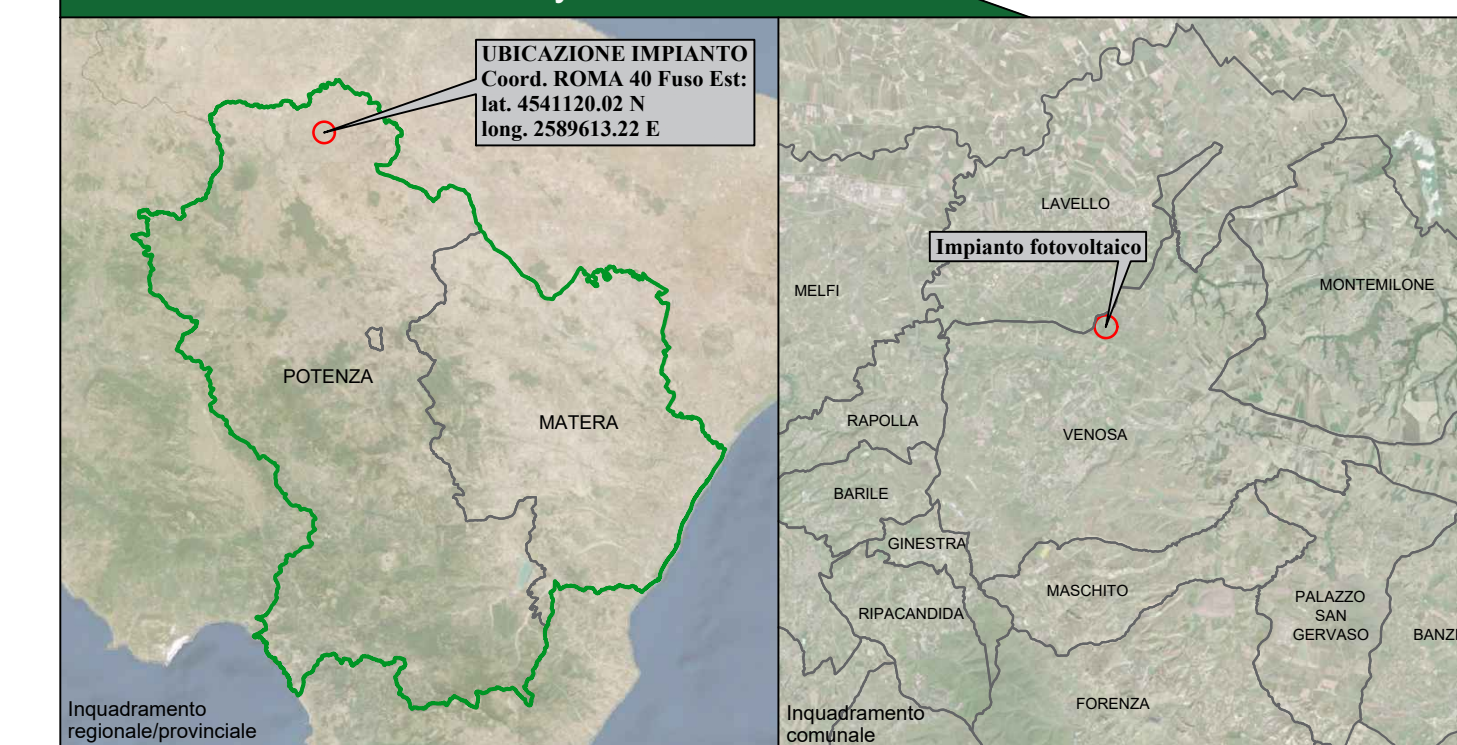 UBICAZIONE IMPIANTO
Coord. ROMA 40 Fuso Est:
lat. 4541120.02 N
long. 2589613.22 E
POTENZA
MATERA
Inquadramento
regionale/provinciale
LAVELLO
Impianto fotovoltaico
MELFI
MONTEMILONE
RAPOLLA
VENOSA
BARILE
GINESTRA
MASCHITO
RIPACANDIDA
PALAZZO
SAN
GERVASO
BANZI
FORENZA
Inquadramento
comunale